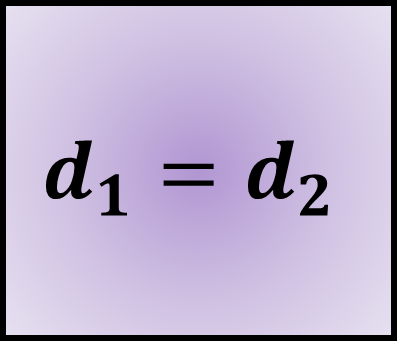 d₁ = d₂